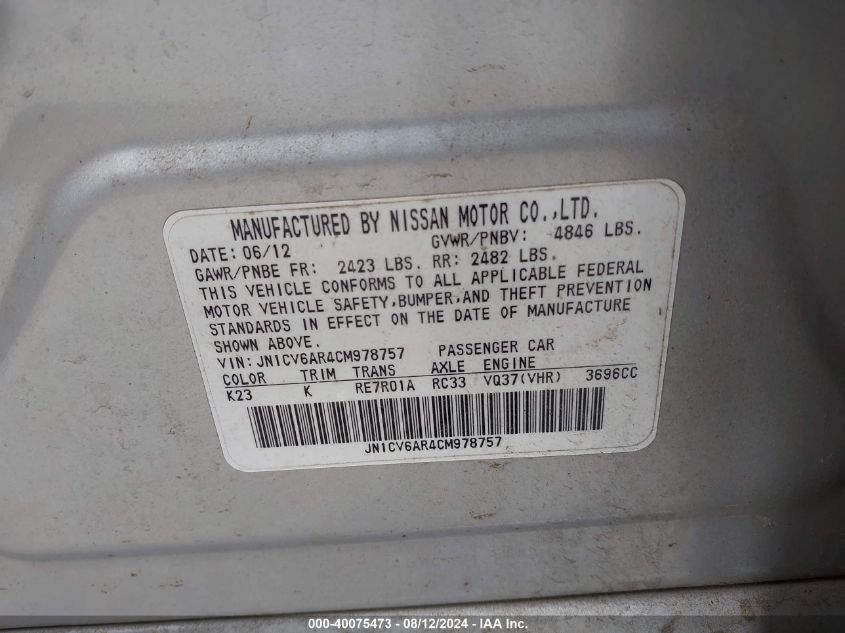 MANUFACTURED BY NISSAN MOTOR CO.,LTD.
DATE: 06/12 GVWR/PNBV: 4846 LBS.
GAWR/PNBE FR: 2423 LBS. RR: 2482 LBS.
THIS VEHICLE CONFORMS TO ALL APPLICABLE FEDERAL
MOTOR VEHICLE SAFETY,BUMPER,AND THEFT PREVENTION
STANDARDS IN EFFECT ON THE DATE OF MANUFACTURE
SHOWN ABOVE.
VIN: JN1CV6AR4CM978757 PASSENGER CAR
COLOR TRIM TRANS AXLE ENGINE
K23 K RE7R01A RC33 VQ37(VHR) 3696CC
JN1CV6AR4CM978757
000-40075473 - 08/12/2024 - IAA Inc.